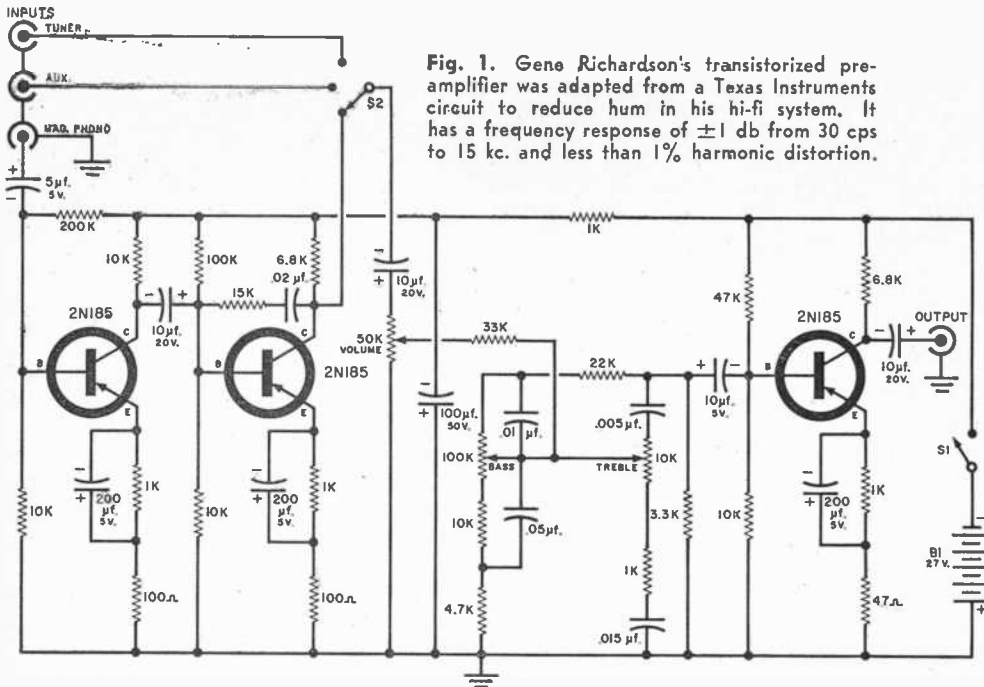 INPUTS
TUNER
AUX.
MAG. PHONO
Fig. 1. Gene Richardson's transistorized pre-
amplifier was adapted from a Texas Instruments
circuit to reduce hum in his hi-fi system. It
has a frequency response of ±1 db from 30 cps
to 15 kc. and less than 1% harmonic distortion.
S2
+
5µf.
5V.
-
200K
10K
100K
6.8K
.02µf.
15K
- +
10µf.
20V.
2N185
B
C
E
2N185
B
C
E
-
+
200
µf.
5V.
1K
10K
100Ω
-
+
200
µf.
5V.
1K
10K
100Ω
-
+
10µf.
20V.
50K
VOLUME
33K
-
+
100µf.
50V.
1K
22K
.01
µf.
100K
BASS
10K
.05µf.
4.7K
.005µf.
TREBLE
10K
1K
.015µf.
3.3K
+ -
10µf.
5V.
47K
10K
2N185
B
C
E
6.8K
- +
10µf.
20V.
OUTPUT
-
+
200
µf.
5V.
1K
47Ω
S1
-
B1
27V.
+